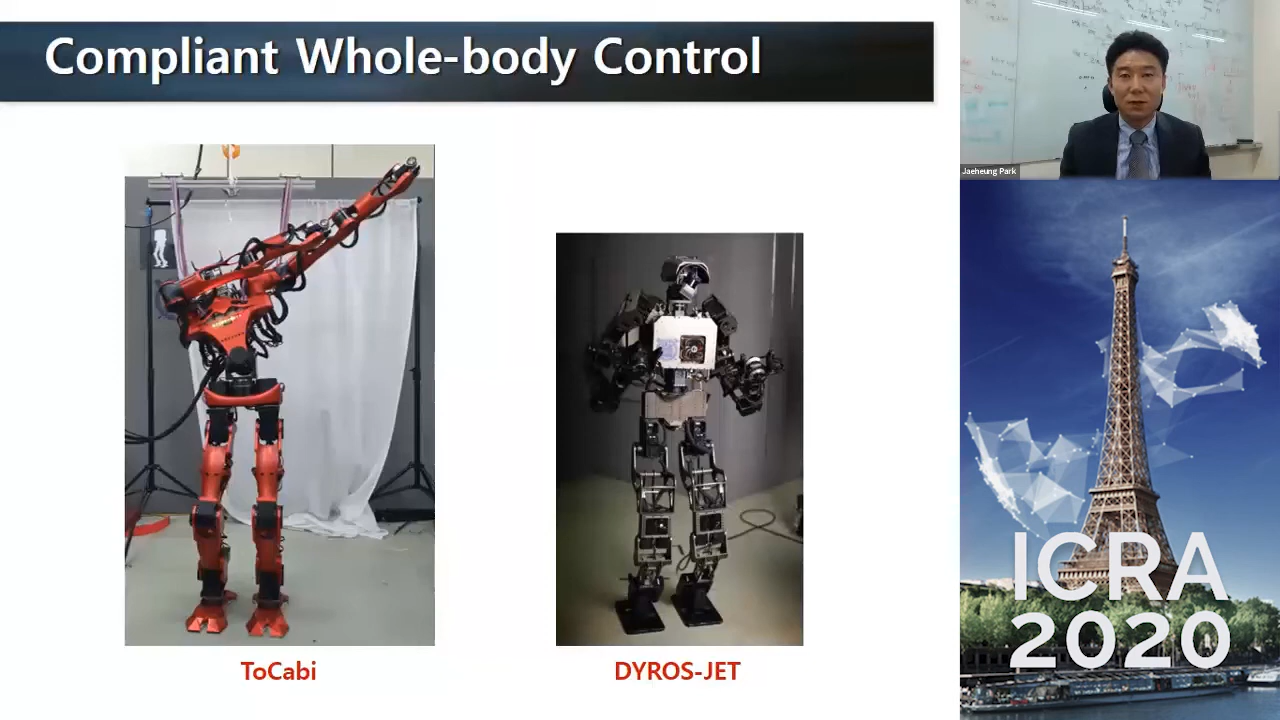 Compliant Whole-body Control
Jaeheung Park
ToCabi
DYROS-JET
ICRA
2020